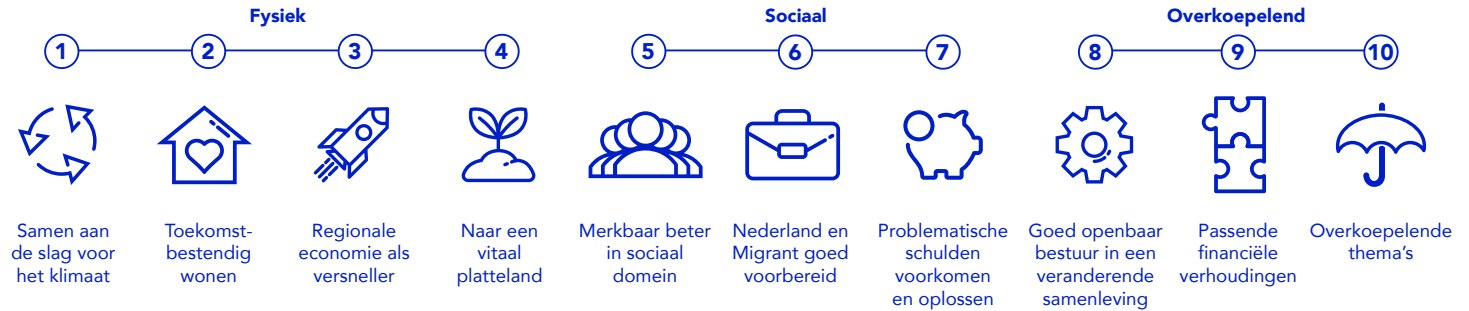 Fysiek
Sociaal
Overkoepelend
1
2
3
4
5
6
7
8
9
10
Samen aan
de slag voor
het klimaat
Toekomst-
bestendig
wonen
Regionale
economie als
versneller
Naar een
vitaal
platteland
Merkbaar beter
in sociaal
domein
Nederland en
Migrant goed
voorbereid
Problematische
schulden
voorkomen
en oplossen
Goed openbaar
bestuur in een
veranderende
samenleving
Passende
financiële
verhoudingen
Overkoepelende
thema's